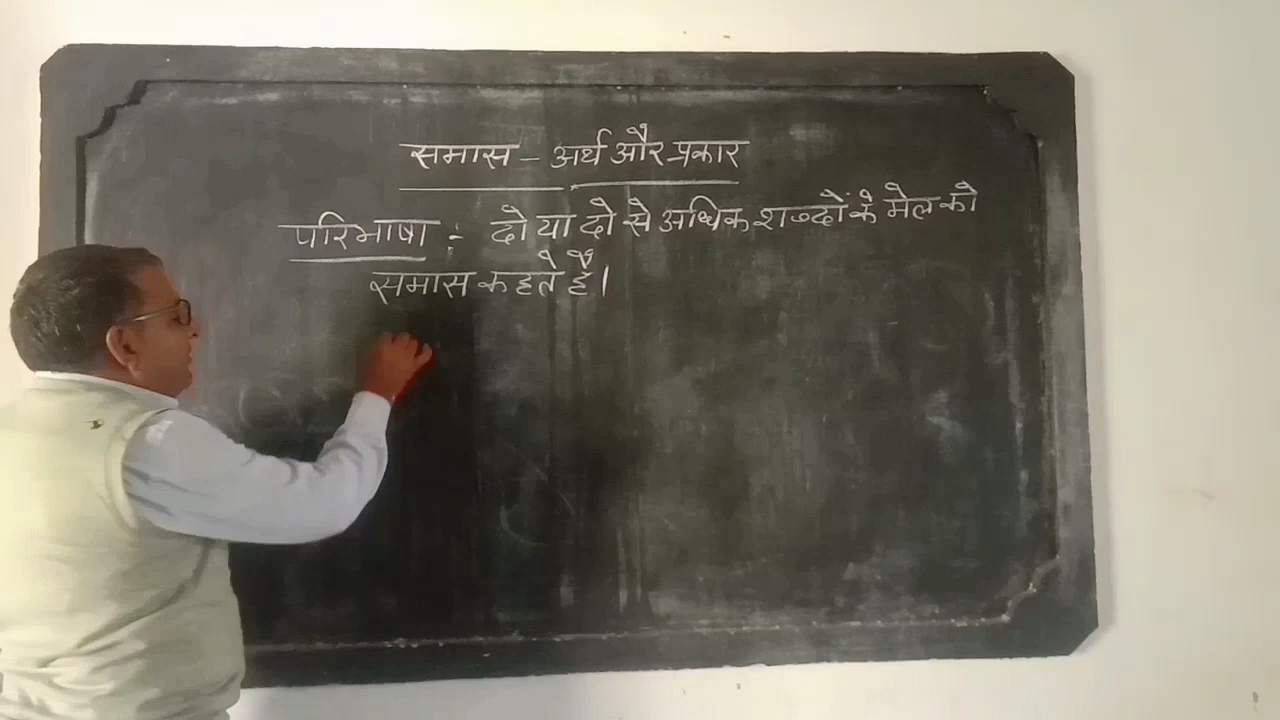 समास - अर्थ और प्रकार
परिभाषा :- दो या दो से अधिक शब्दों के मेल को
समास कहते हैं।